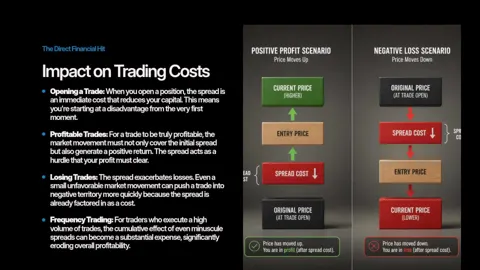 The Direct Financial Hit
Impact on Trading Costs
Opening a Trade: When you open a position, the spread is
an immediate cost that reduces your capital. This means
you're starting at a disadvantage from the very first
moment.
Profitable Trades: For a trade to be truly profitable, the
market movement must not only cover the initial spread
but also generate a positive return. The spread acts as a
hurdle that your profit must clear.
Losing Trades: The spread exacerbates losses. Even a
small unfavorable market movement can push a trade into
negative territory more quickly because the spread is
already factored in as a cost.
Frequency Trading: For traders who execute a high
volume of trades, the cumulative effect of even minuscule
spreads can become a substantial expense, significantly
eroding overall profitability.
POSITIVE PROFIT SCENARIO
Price Moves Up
CURRENT PRICE
(HIGHER)
ENTRY PRICE
SPREAD COST
ORIGINAL PRICE
(AT TRADE OPEN)
Price has moved up.
You are in profit (after spread cost).
NEGATIVE LOSS SCENARIO
Price Moves Down
ORIGINAL PRICE
(AT TRADE OPEN)
SPREAD COST
ENTRY PRICE
CURRENT PRICE
(LOWER)
Price has moved down.
You are in loss (after spread cost).